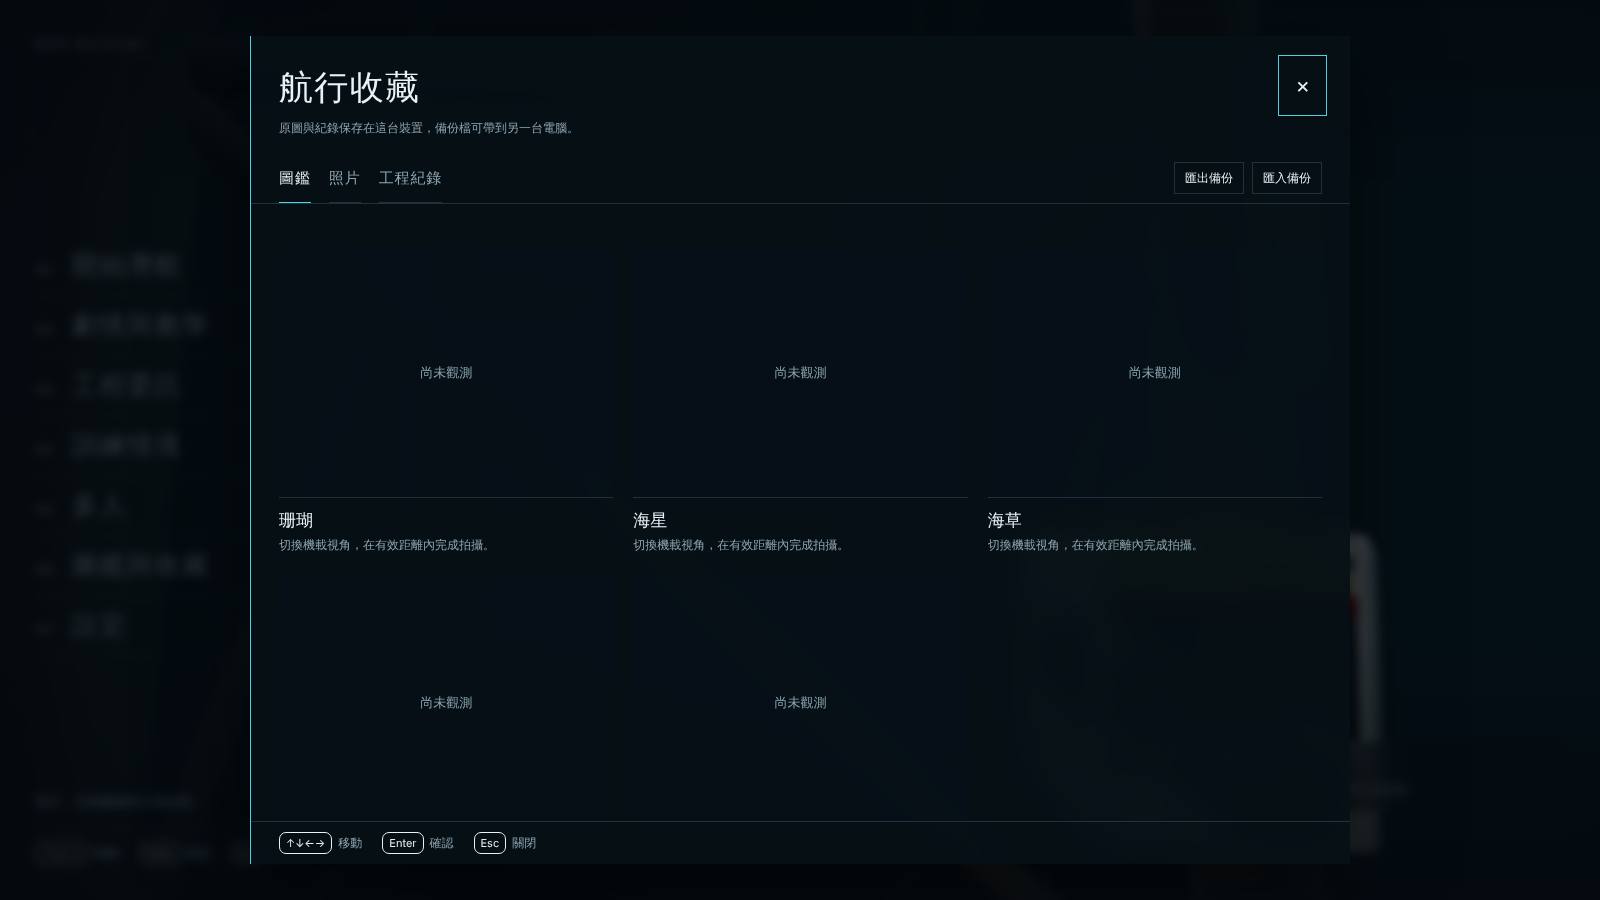 航行收藏
×
原圖與紀錄保存在這台裝置，備份檔可帶到另一台電腦。
圖鑑 照片 工程紀錄 匯出備份 匯入備份
尚未觀測 尚未觀測 尚未觀測
珊瑚 海星 海草
切換機載視角，在有效距離內完成拍攝。 切換機載視角，在有效距離內完成拍攝。 切換機載視角，在有效距離內完成拍攝。
尚未觀測 尚未觀測
↑↓←→ 移動 Enter 確認 Esc 關閉